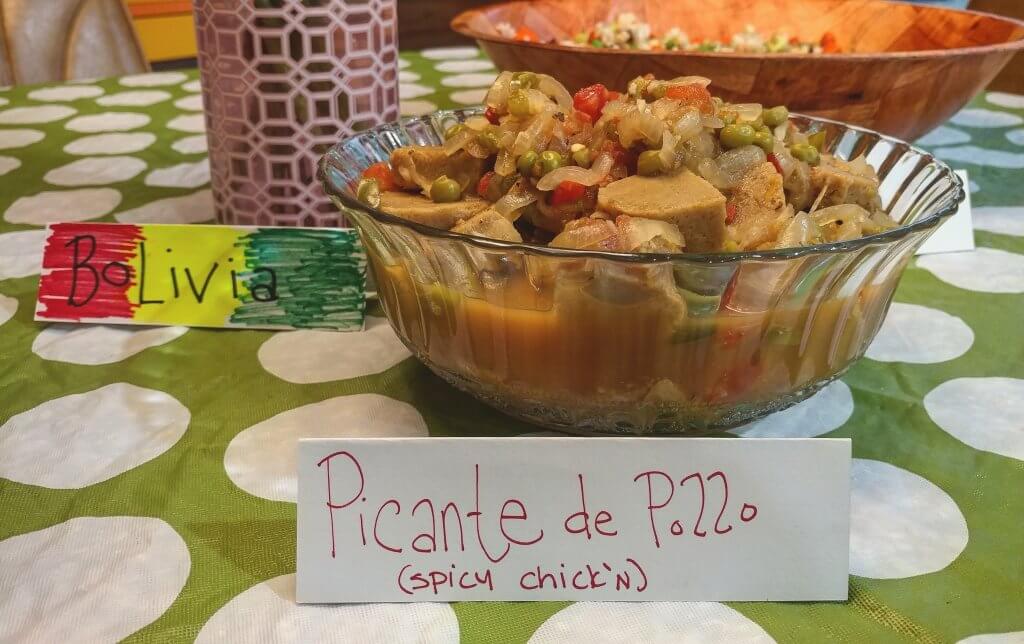 BoLivia
Picante de Pollo
(spicy chick'N)